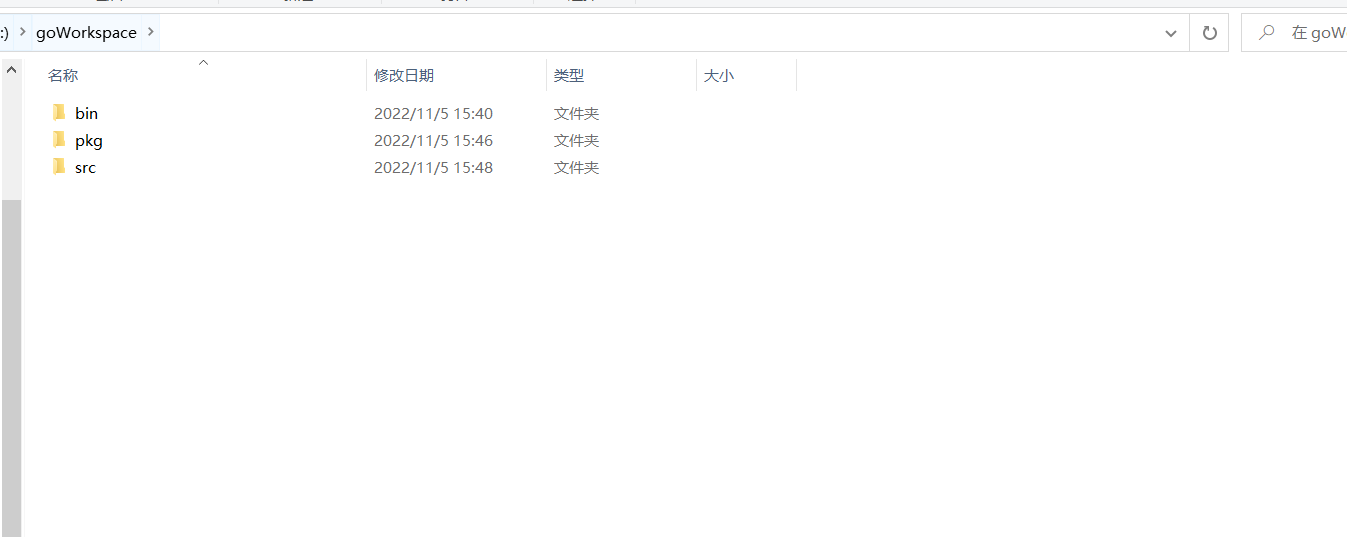 :) goWorkspace 在 goW
名称 修改日期 类型 大小
bin 2022/11/5 15:40 文件夹
pkg 2022/11/5 15:46 文件夹
src 2022/11/5 15:48 文件夹